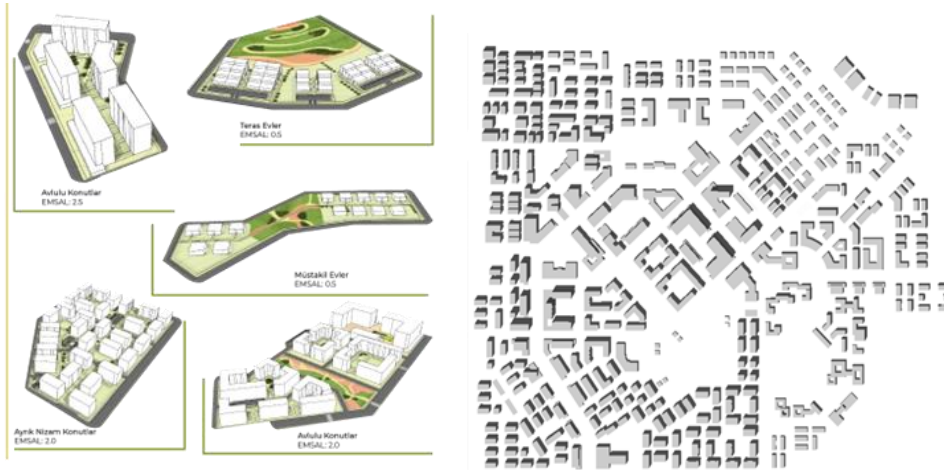 Avlulu Konutlar
EMSAL: 2.5
Teras Evler
EMSAL: 0.5
Müstakil Evler
EMSAL: 0.5
Ayrık Nizam Konutlar
EMSAL: 2.0
Avlulu Konutlar
EMSAL: 2.0